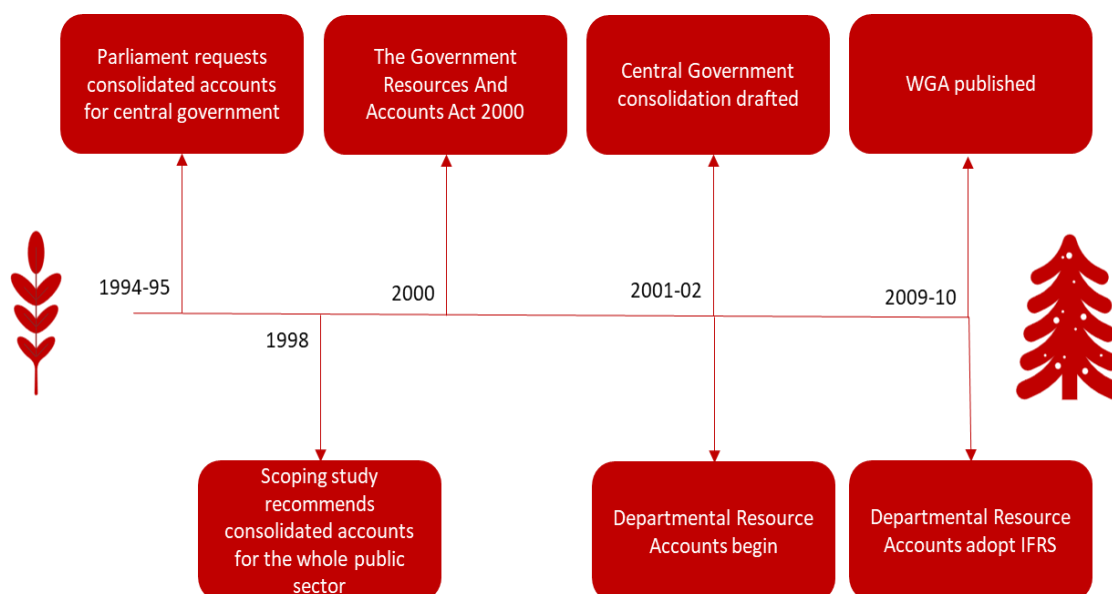 Parliament requests
consolidated accounts
for central government
The Government
Resources And
Accounts Act 2000
Central Government
consolidation drafted
WGA published
1994-95
2000
2001-02
2009-10
1998
Scoping study
recommends
consolidated accounts
for the whole public
sector
Departmental Resource
Accounts begin
Departmental Resource
Accounts adopt IFRS